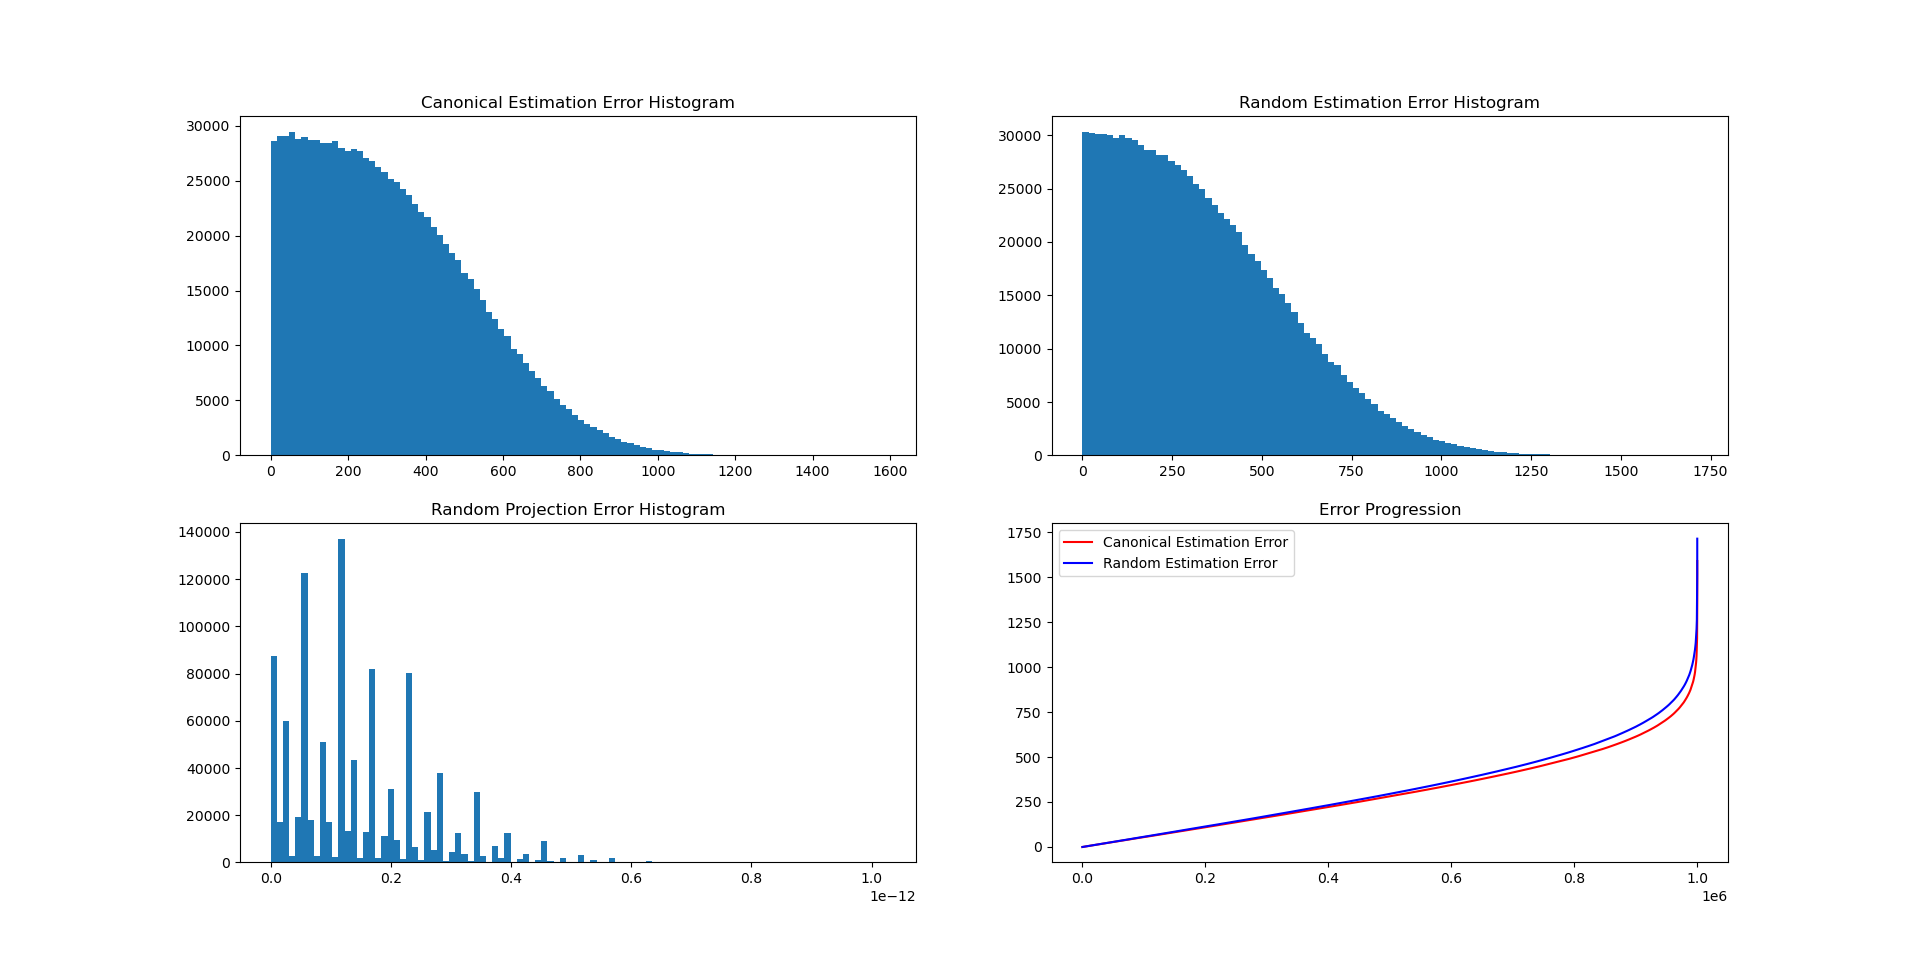 Canonical Estimation Error Histogram
30000
25000
20000
15000
10000
5000
0
0 200 400 600 800 1000 1200 1400 1600
Random Estimation Error Histogram
30000
25000
20000
15000
10000
5000
0
0 250 500 750 1000 1250 1500 1750
Random Projection Error Histogram
140000
120000
100000
80000
60000
40000
20000
0
0.0 0.2 0.4 0.6 0.8 1.0
1e−12
Error Progression
Canonical Estimation Error
Random Estimation Error
1750
1500
1250
1000
750
500
250
0
0.0 0.2 0.4 0.6 0.8 1.0
1e6